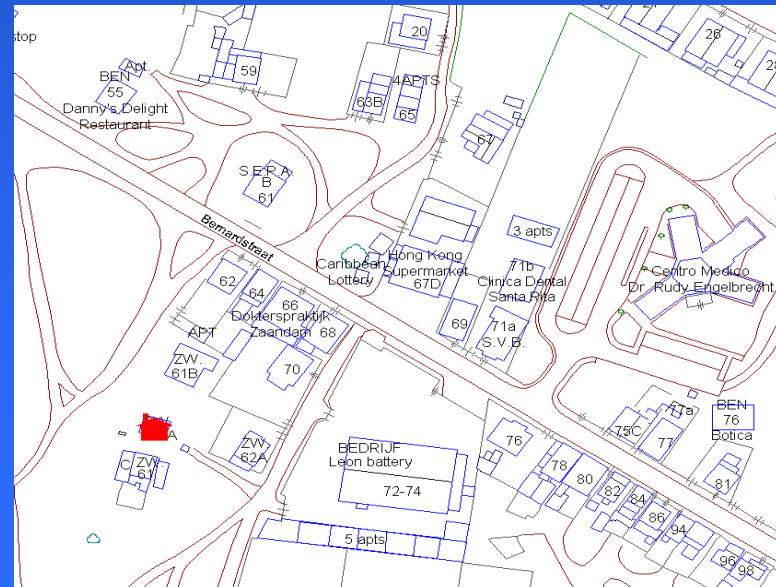 26
20
stop
Apt.
BEN
55
59
4APTS
63B
65
Danny's Delight
Restaurant
67
S.E.P.A
B
61
Bernardstraat
3 apts
Caribbean
Lottery
Hong Kong
Supermarket
67D
71b
Clinica Dental
Santa Rita
Centro Medico
Dr. Rudy Engelbrecht
62
64
66
Dokterspraktijk
Zaandam
68
69
71a
S.V.B.
APT
ZW.
61B
70
77a
BEN
76
Botica
75C
77
76
A
ZW
62A
BEDRIJF
Leon battery
72-74
C
ZW.
61
78
80
82
84
86
94
81
5 apts
96
98